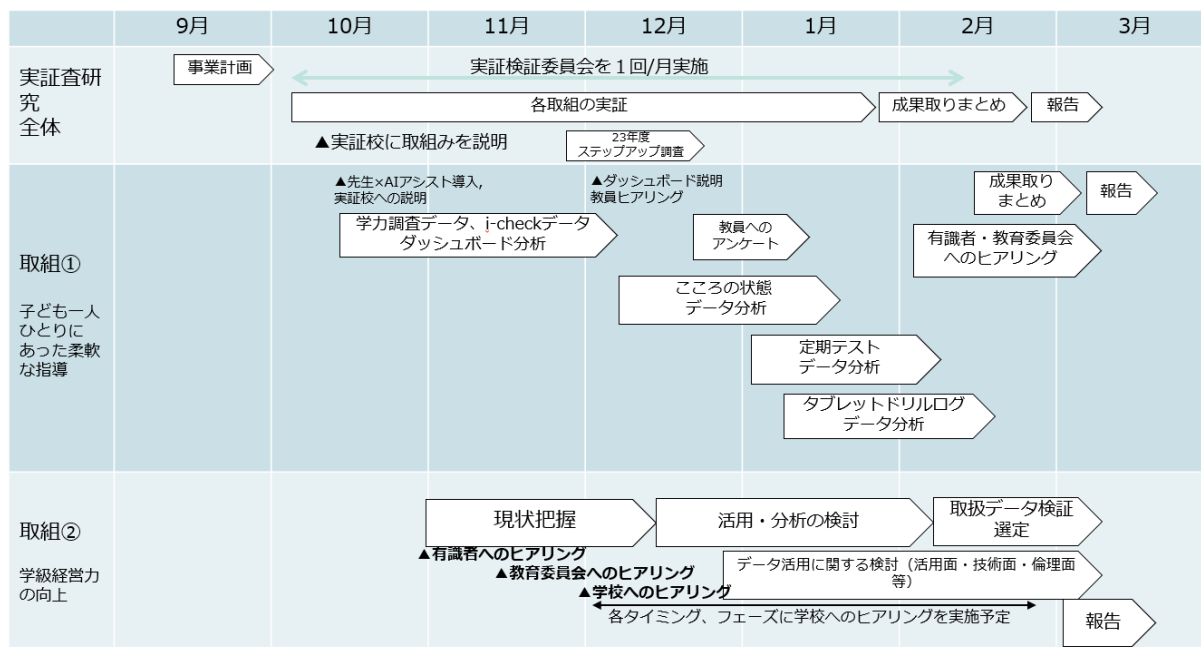 9月
10月
11月
12月
1月
2月
3月
実証査研
究
全体
事業計画
実証検証委員会を１回/月実施
各取組の実証
成果取りまとめ
報告
▲実証校に取組みを説明
23年度
ステップアップ調査
取組①
子ども一人
ひとりに
あった柔軟
な指導
▲先生×AIアシスト導入,
実証校への説明
▲ダッシュボード説明
教員ヒアリング
成果取り
まとめ
報告
学力調査データ、i-checkデータ
ダッシュボード分析
教員への
アンケート
有識者・教育委員会
へのヒアリング
こころの状態
データ分析
定期テスト
データ分析
タブレットドリルログ
データ分析
取組②
学級経営力
の向上
現状把握
活用・分析の検討
取扱データ検証
選定
▲有識者へのヒアリング
▲教育委員会へのヒアリング
▲学校へのヒアリング
データ活用に関する検討（活用面・技術面・倫理面
等）
各タイミング、フェーズに学校へのヒアリングを実施予定
報告